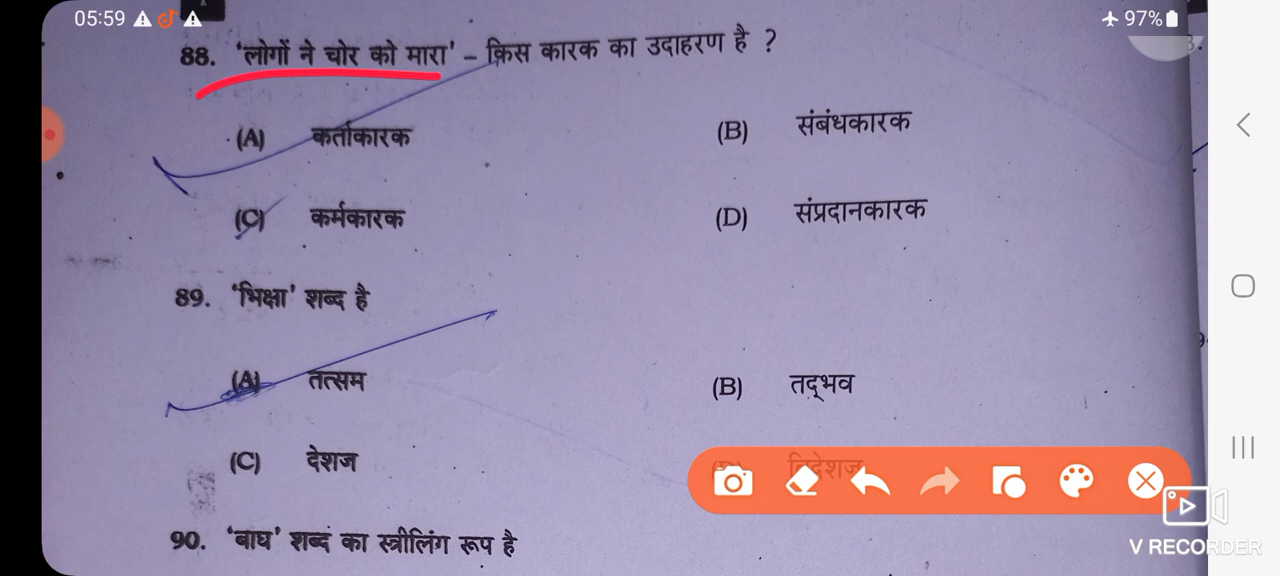 05:59 97%
88. 'लोगों ने चोर को मारा' – किस कारक का उदाहरण है ?
(A) कर्ताकारक (B) संबंधकारक
(C) कर्मकारक (D) संप्रदानकारक
89. 'भिक्षा' शब्द है
(A) तत्सम (B) तद्भव
(C) देशज (D) विदेशज
90. 'बाघ' शब्द का स्त्रीलिंग रूप है
V RECORDER